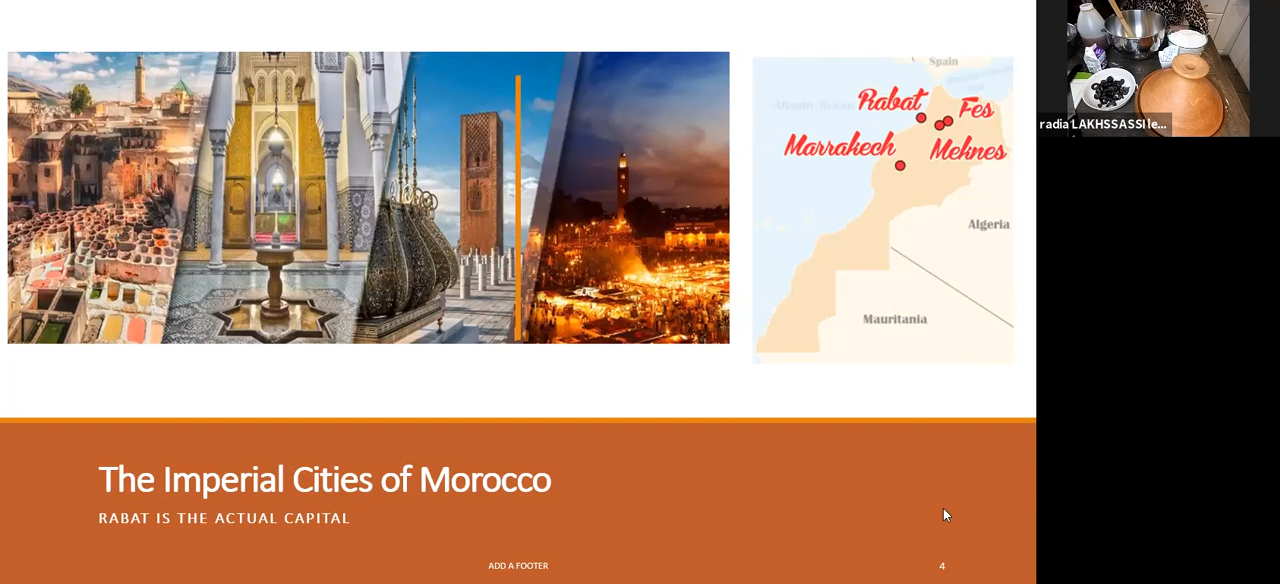 Spain
Rabat
Fes
Marrakech
Meknes
Algeria
Mauritania
radia LAKHSSASSI le...
The Imperial Cities of Morocco
RABAT IS THE ACTUAL CAPITAL
ADD A FOOTER
4